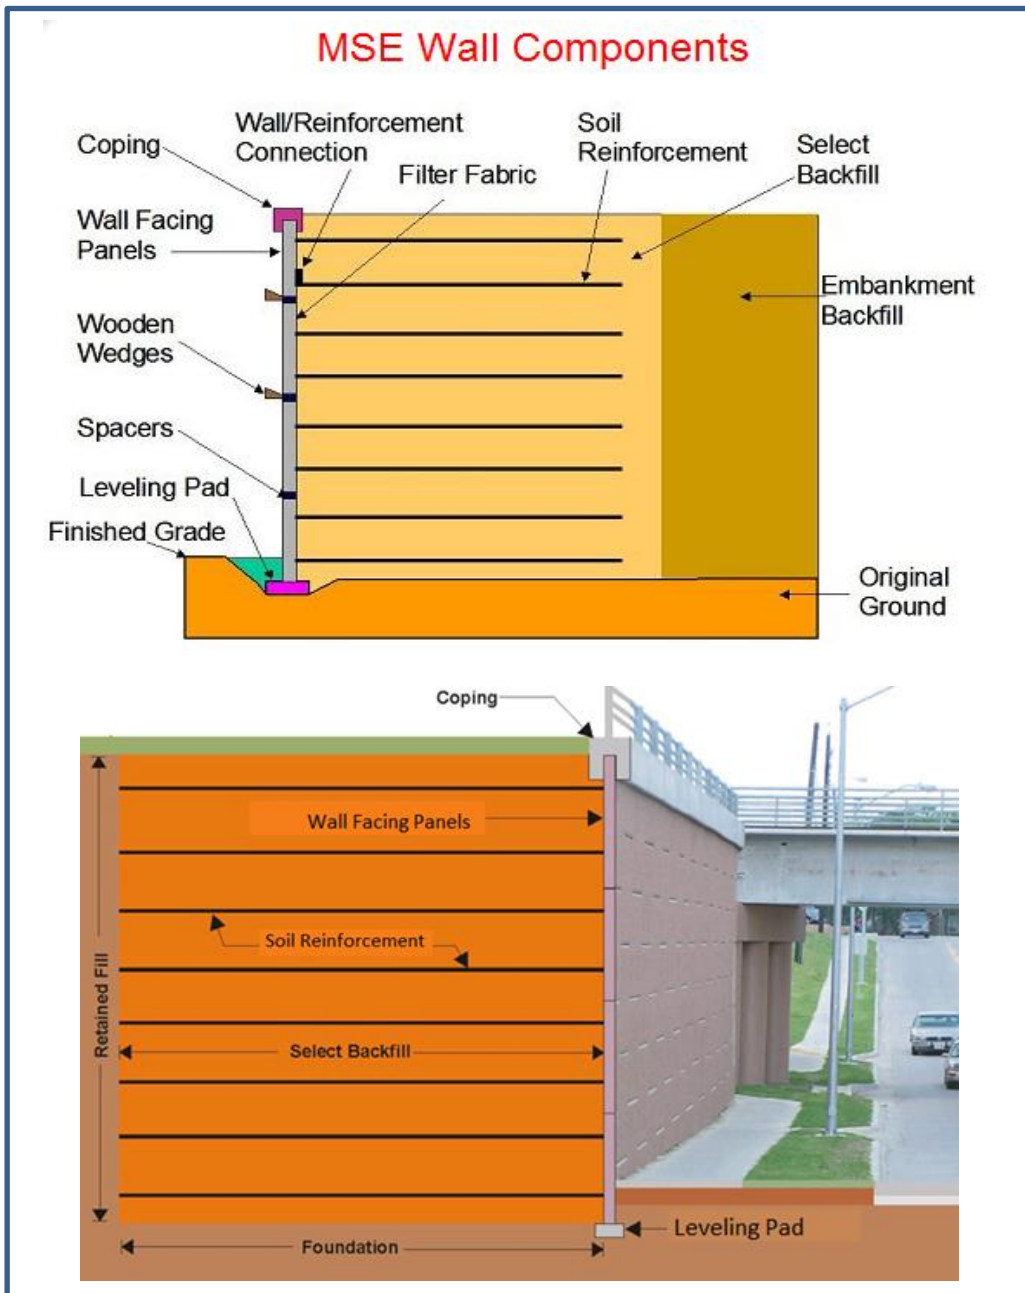 MSE Wall Components
Coping
Wall/Reinforcement
Connection
Filter Fabric
Soil
Reinforcement
Select
Backfill
Wall Facing
Panels
Embankment
Backfill
Wooden
Wedges
Spacers
Leveling Pad
Finished Grade
Original
Ground
Coping
Wall Facing Panels
Soil Reinforcement
Retained Fill
Select Backfill
Leveling Pad
Foundation